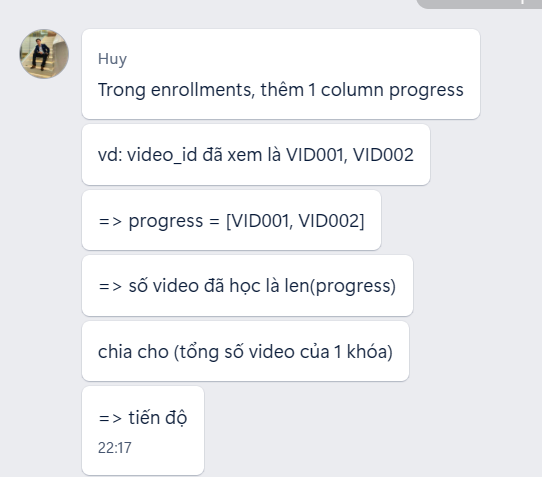 Huy
Trong enrollments, thêm 1 column progress
vd: video_id đã xem là VID001, VID002
=> progress = [VID001, VID002]
=> số video đã học là len(progress)
chia cho (tổng số video của 1 khóa)
=> tiến độ
22:17